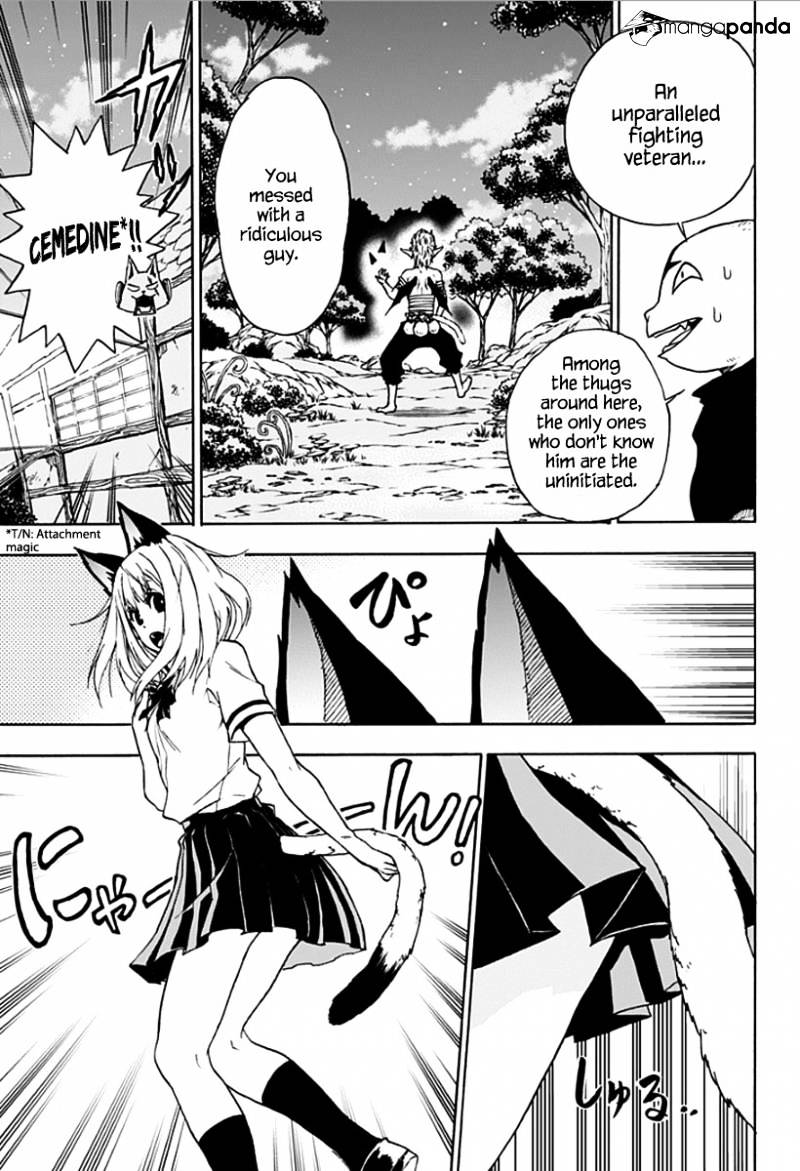 mangapanda
An
unparalleled
fighting
veteran...
You
messed
with a
ridiculous
guy.
Among
the thugs
around here,
the only ones
who don't know
him are the
uninitiated.
カッ
CEMEDINE*!!
*T/N: Attachment
magic
ぴょ
しゅる..
にゃーーん!